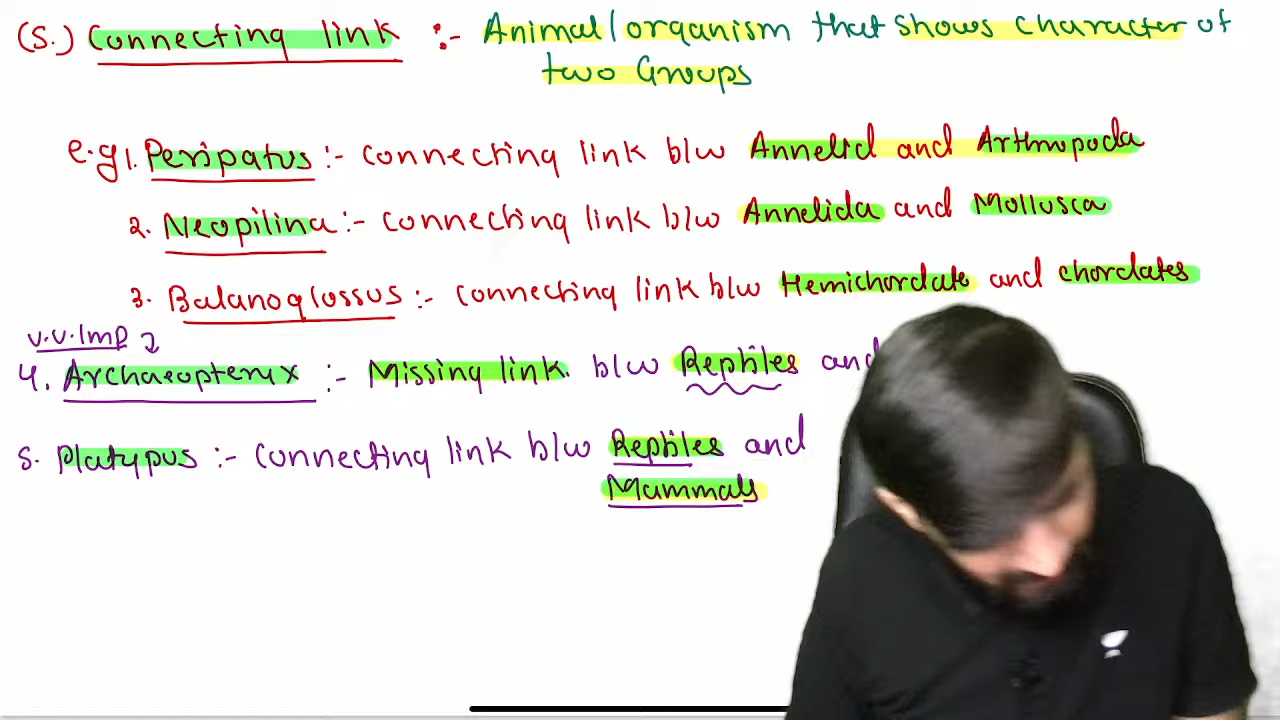 (5.) Connecting link :- Animal/organism that shows character of
two Groups
e.g 1. Peripatus :- connecting link b/w Annelid and Arthropoda
2. Neopilina :- connecting link b/w Annelida and Mollusca
3. Balanoglossus :- connecting link b/w Hemichordate and chordates
v.v.Imp
4. Archaeopteryx :- Missing link. b/w Reptiles and
5. Platypus :- connecting link b/w Reptiles and
Mammals